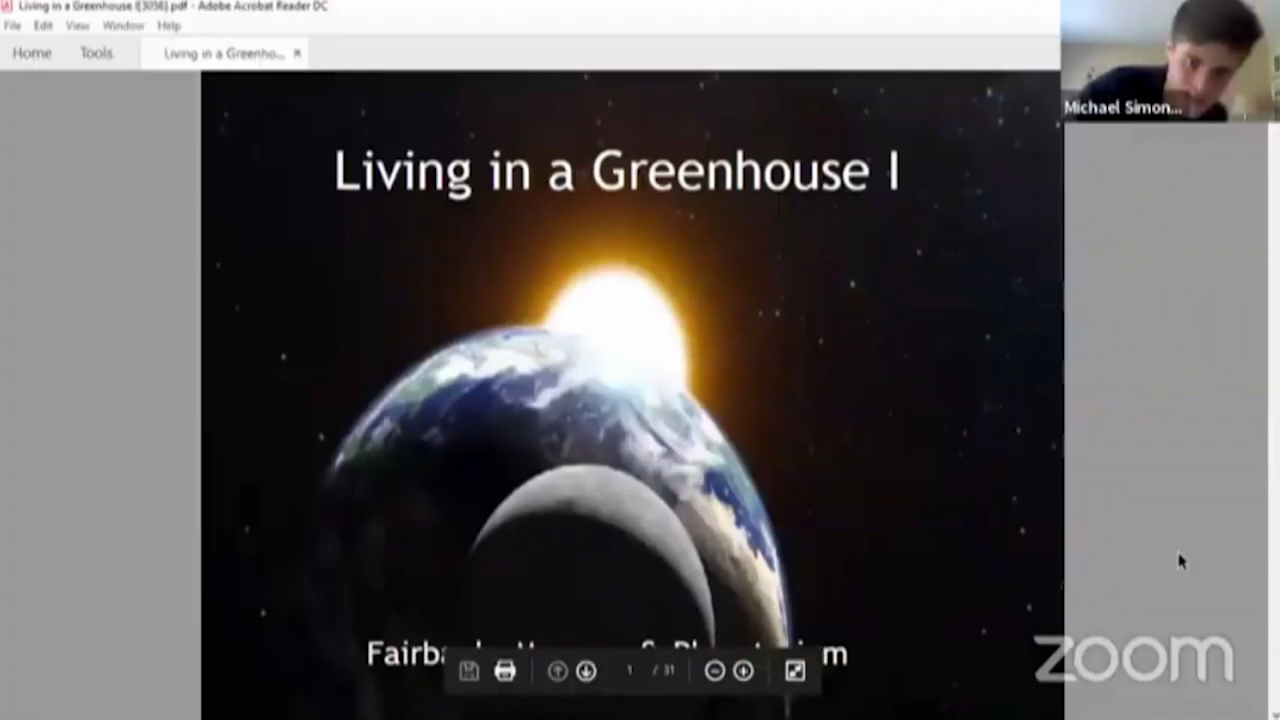 Living in a Greenhouse I[3058].pdf - Adobe Acrobat Reader DC
File Edit View Window Help
Home Tools Living in a Greenho... ×
Michael Simon...
Living in a Greenhouse I
1 / 31
zoom